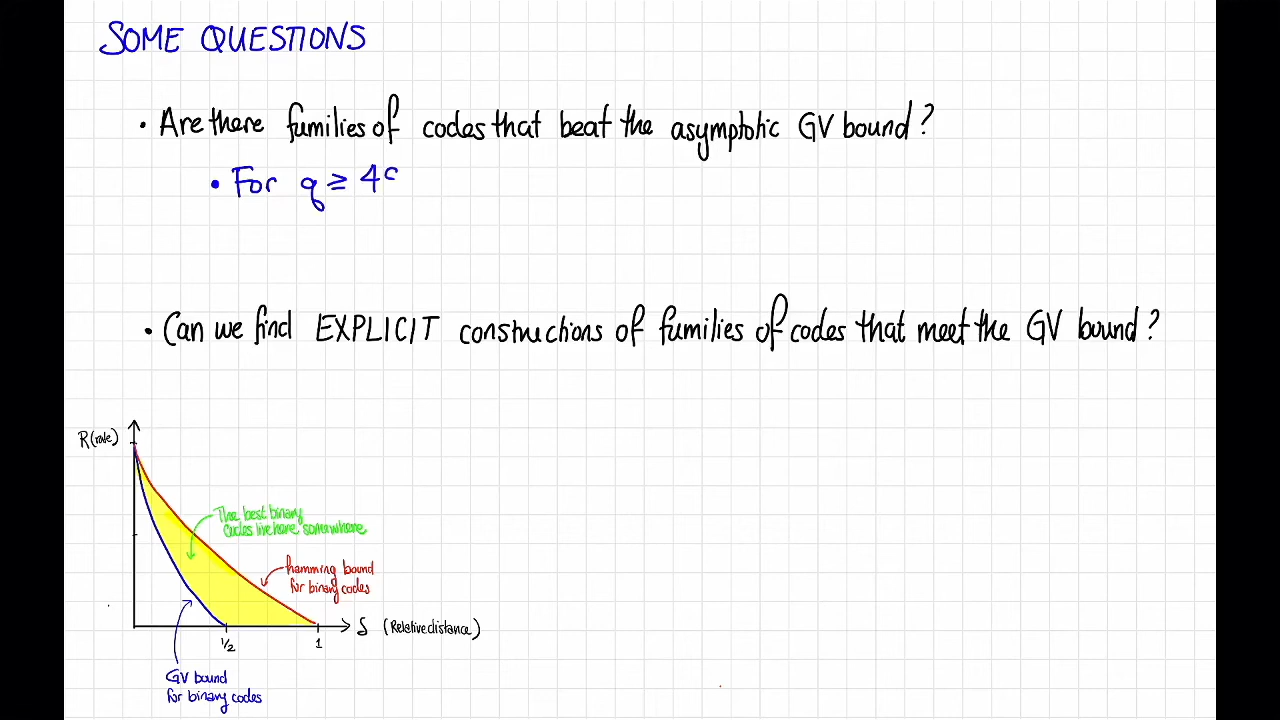 SOME QUESTIONS
• Are there families of codes that beat the asymptotic GV bound?
• For q ≥ 4
• Can we find EXPLICIT constructions of families of codes that meet the GV bound?
R (rate)
The best binary
codes live here somewhere
hamming bound
for binary codes
δ (Relative distance)
1/2
1
GV bound
for binary codes